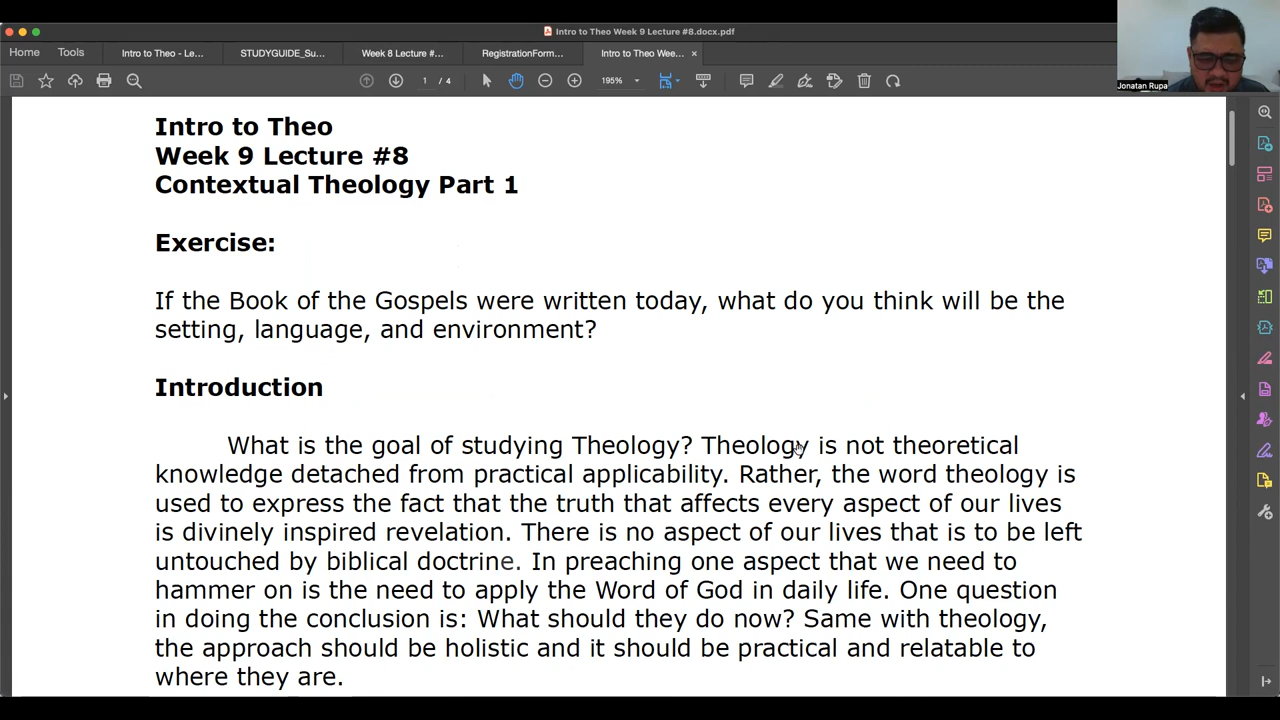 Intro to Theo Week 9 Lecture #8.docx.pdf
Home Tools Intro to Theo - Le... STUDYGUIDE_Su... Week 8 Lecture #... RegistrationForm... Intro to Theo Wee... ×
1 / 4 195%
Jonatan Rupa
Intro to Theo
Week 9 Lecture #8
Contextual Theology Part 1
Exercise:
If the Book of the Gospels were written today, what do you think will be the
setting, language, and environment?
Introduction
What is the goal of studying Theology? Theology is not theoretical
knowledge detached from practical applicability. Rather, the word theology is
used to express the fact that the truth that affects every aspect of our lives
is divinely inspired revelation. There is no aspect of our lives that is to be left
untouched by biblical doctrine. In preaching one aspect that we need to
hammer on is the need to apply the Word of God in daily life. One question
in doing the conclusion is: What should they do now? Same with theology,
the approach should be holistic and it should be practical and relatable to
where they are.